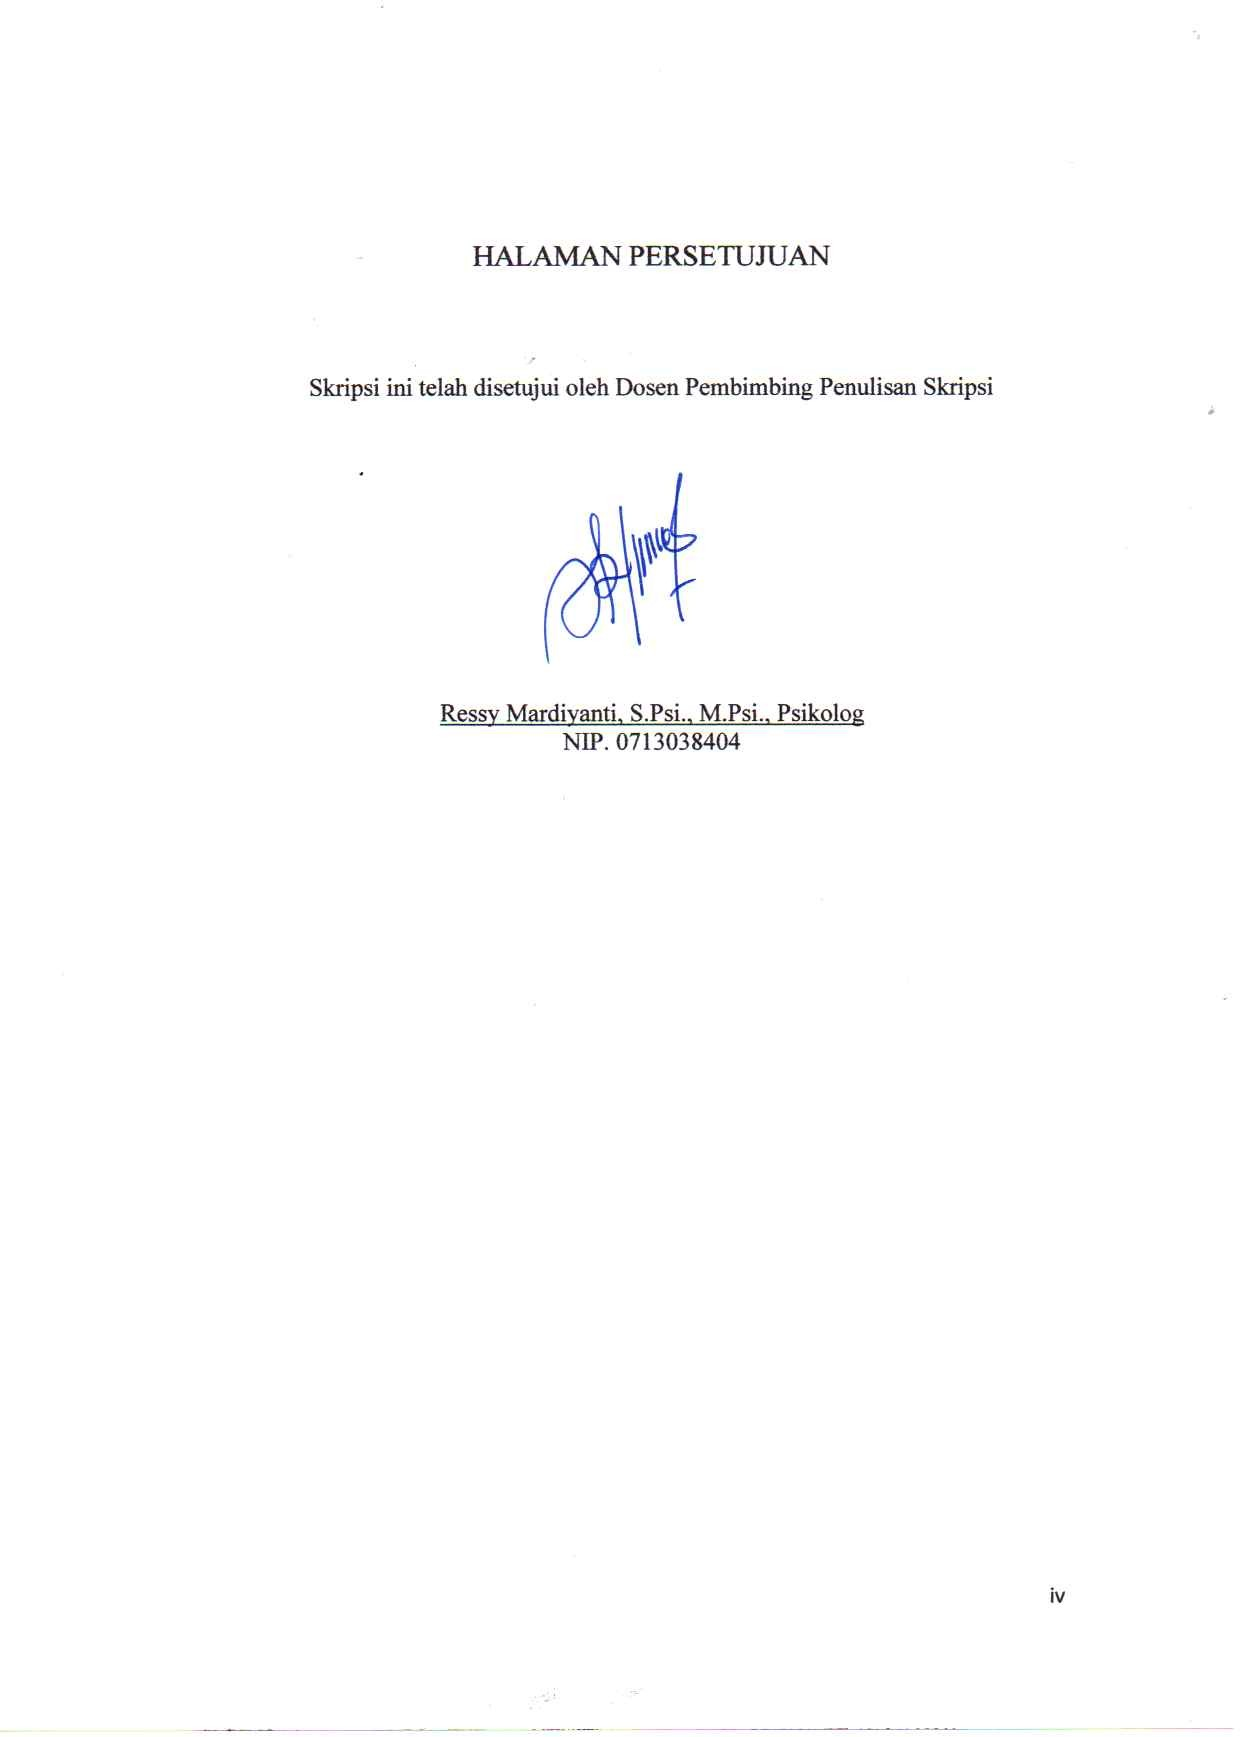 HALAMAN PERSETUJUAN
Skripsi ini telah disetujui oleh Dosen Pembimbing Penulisan Skripsi
Ressy Mardiyanti, S.Psi., M.Psi., Psikolog
NIP. 0713038404
iv